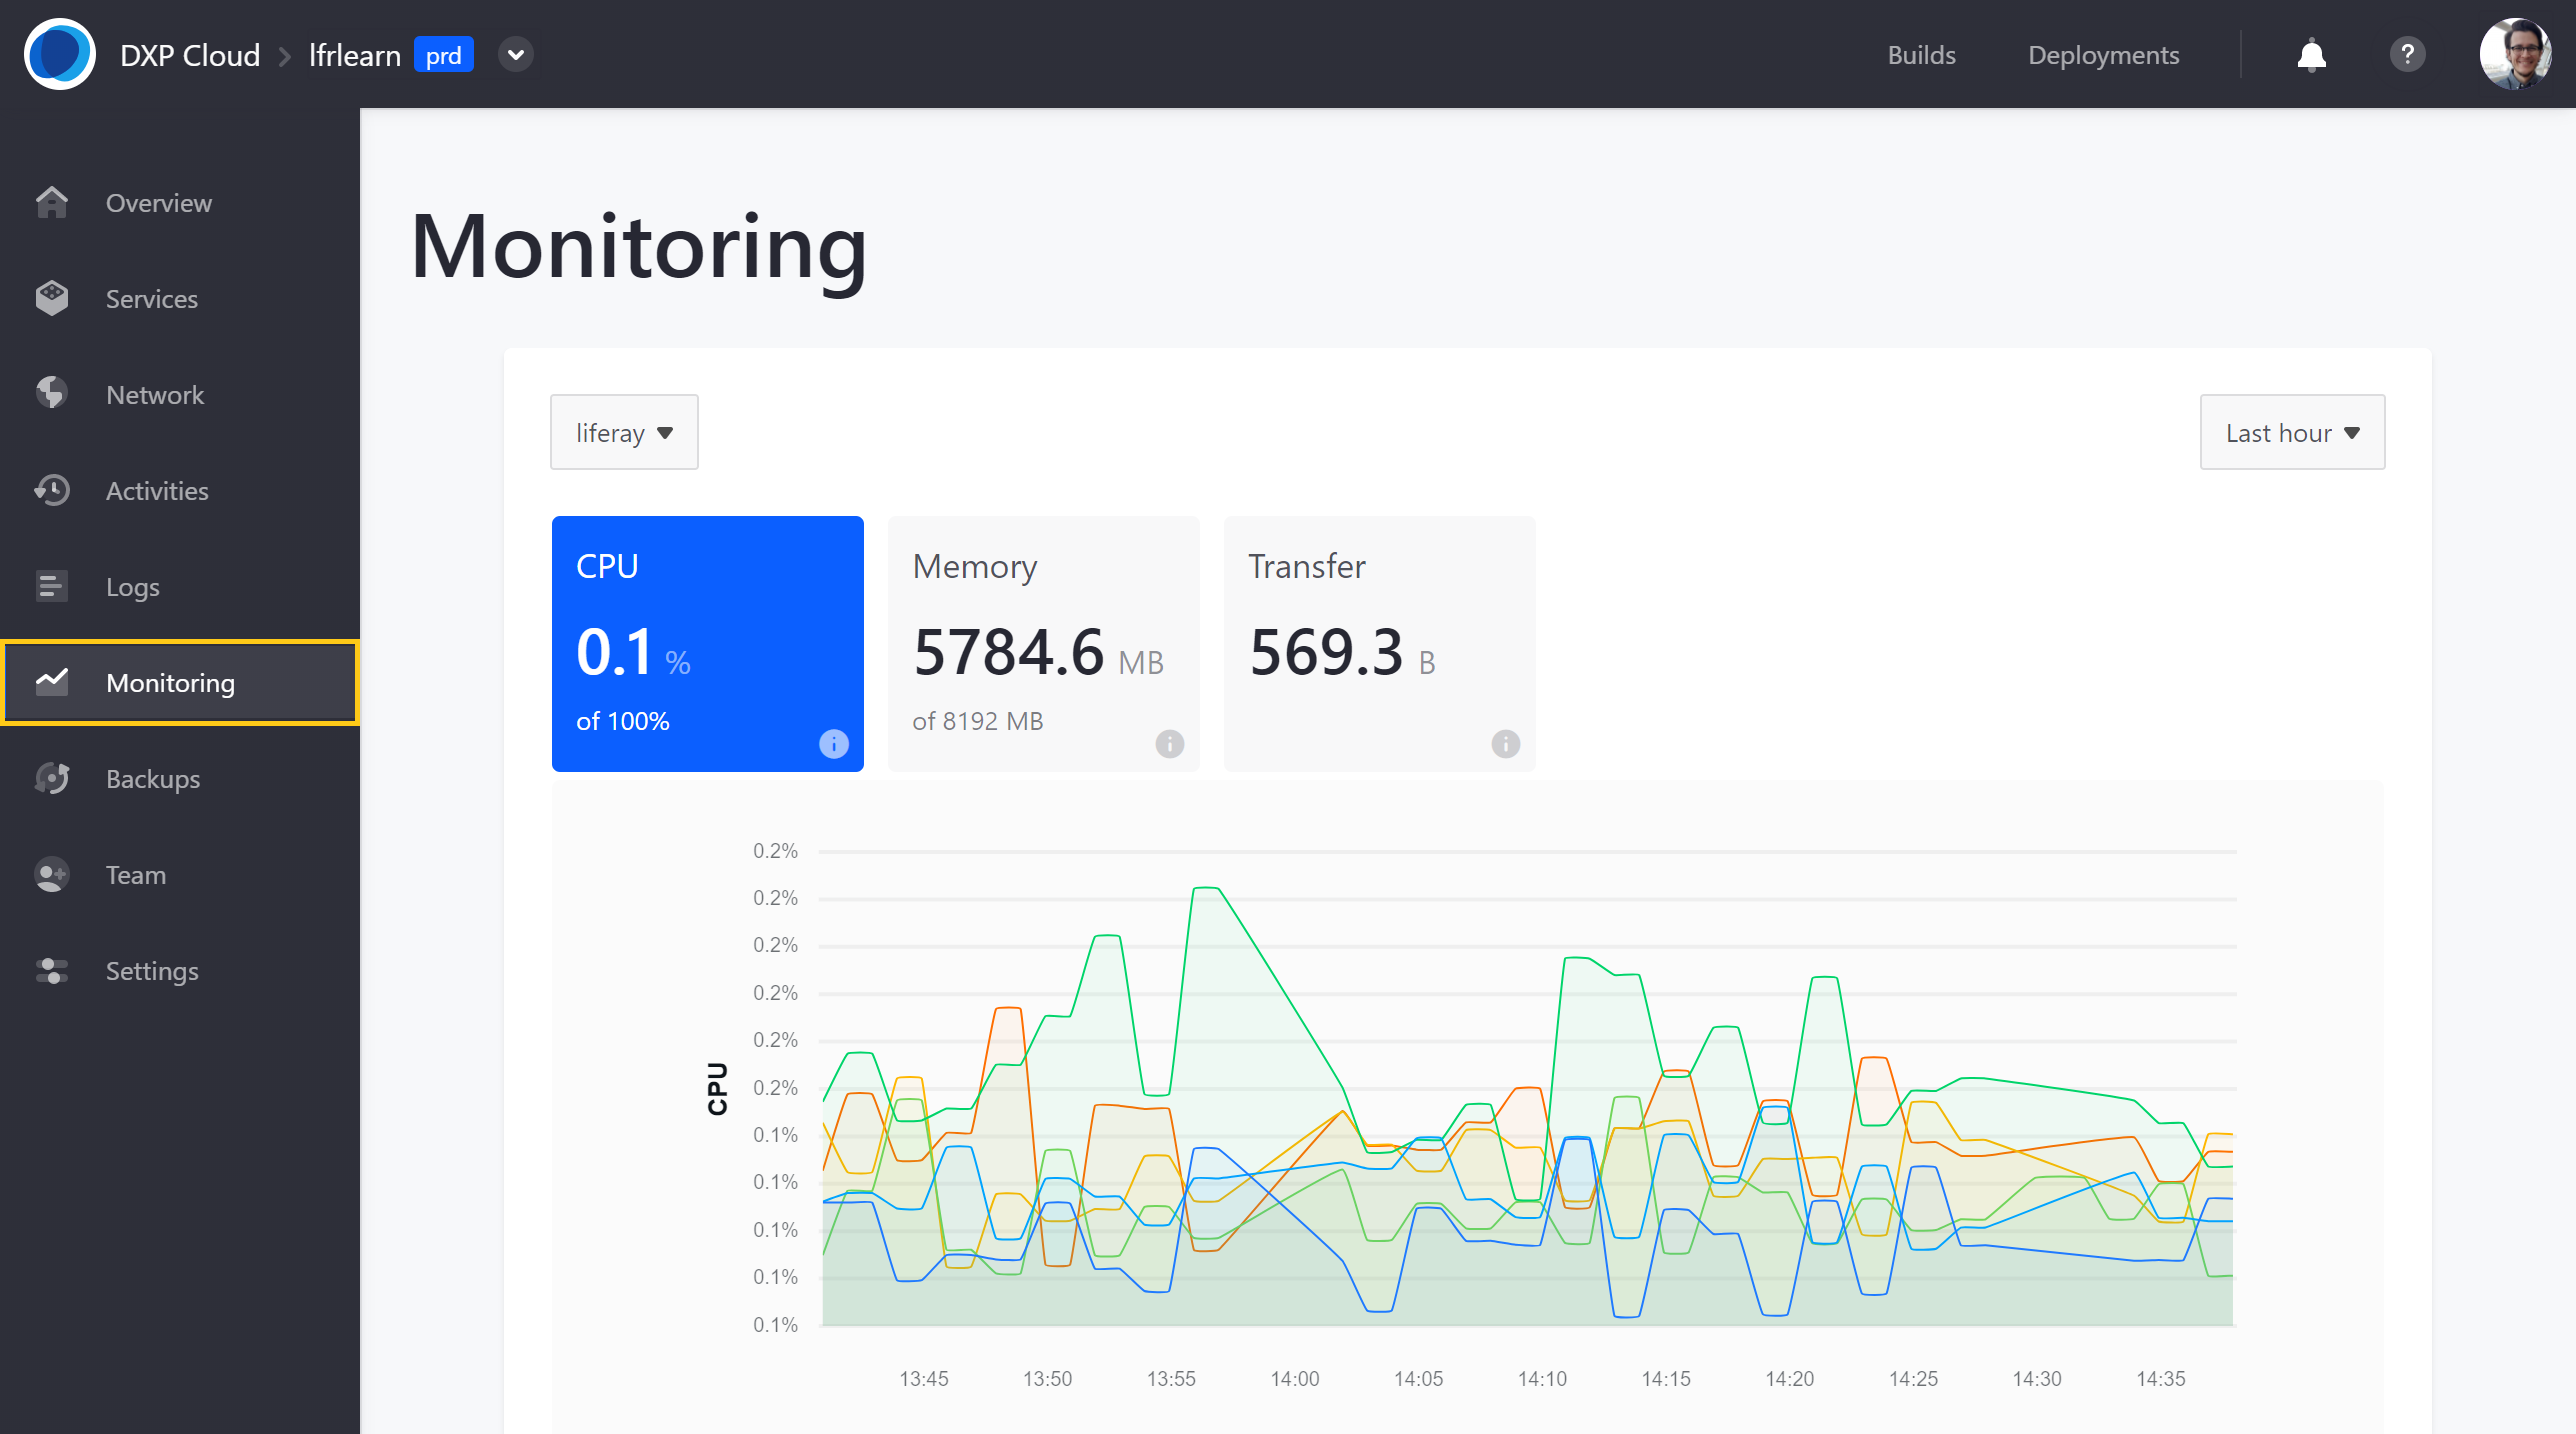 DXP Cloud lfrlearn prd Builds Deployments ?
Overview
Services
Network
Activities
Logs
Monitoring
Backups
Team
Settings
Monitoring
liferay Last hour
CPU Memory Transfer
0.1 % 5784.6 MB 569.3 B
of 100% of 8192 MB
i i i
0.2%
0.2%
0.2%
0.2%
0.2%
0.2%
0.1%
0.1%
0.1%
0.1%
0.1%
CPU
13:45 13:50 13:55 14:00 14:05 14:10 14:15 14:20 14:25 14:30 14:35